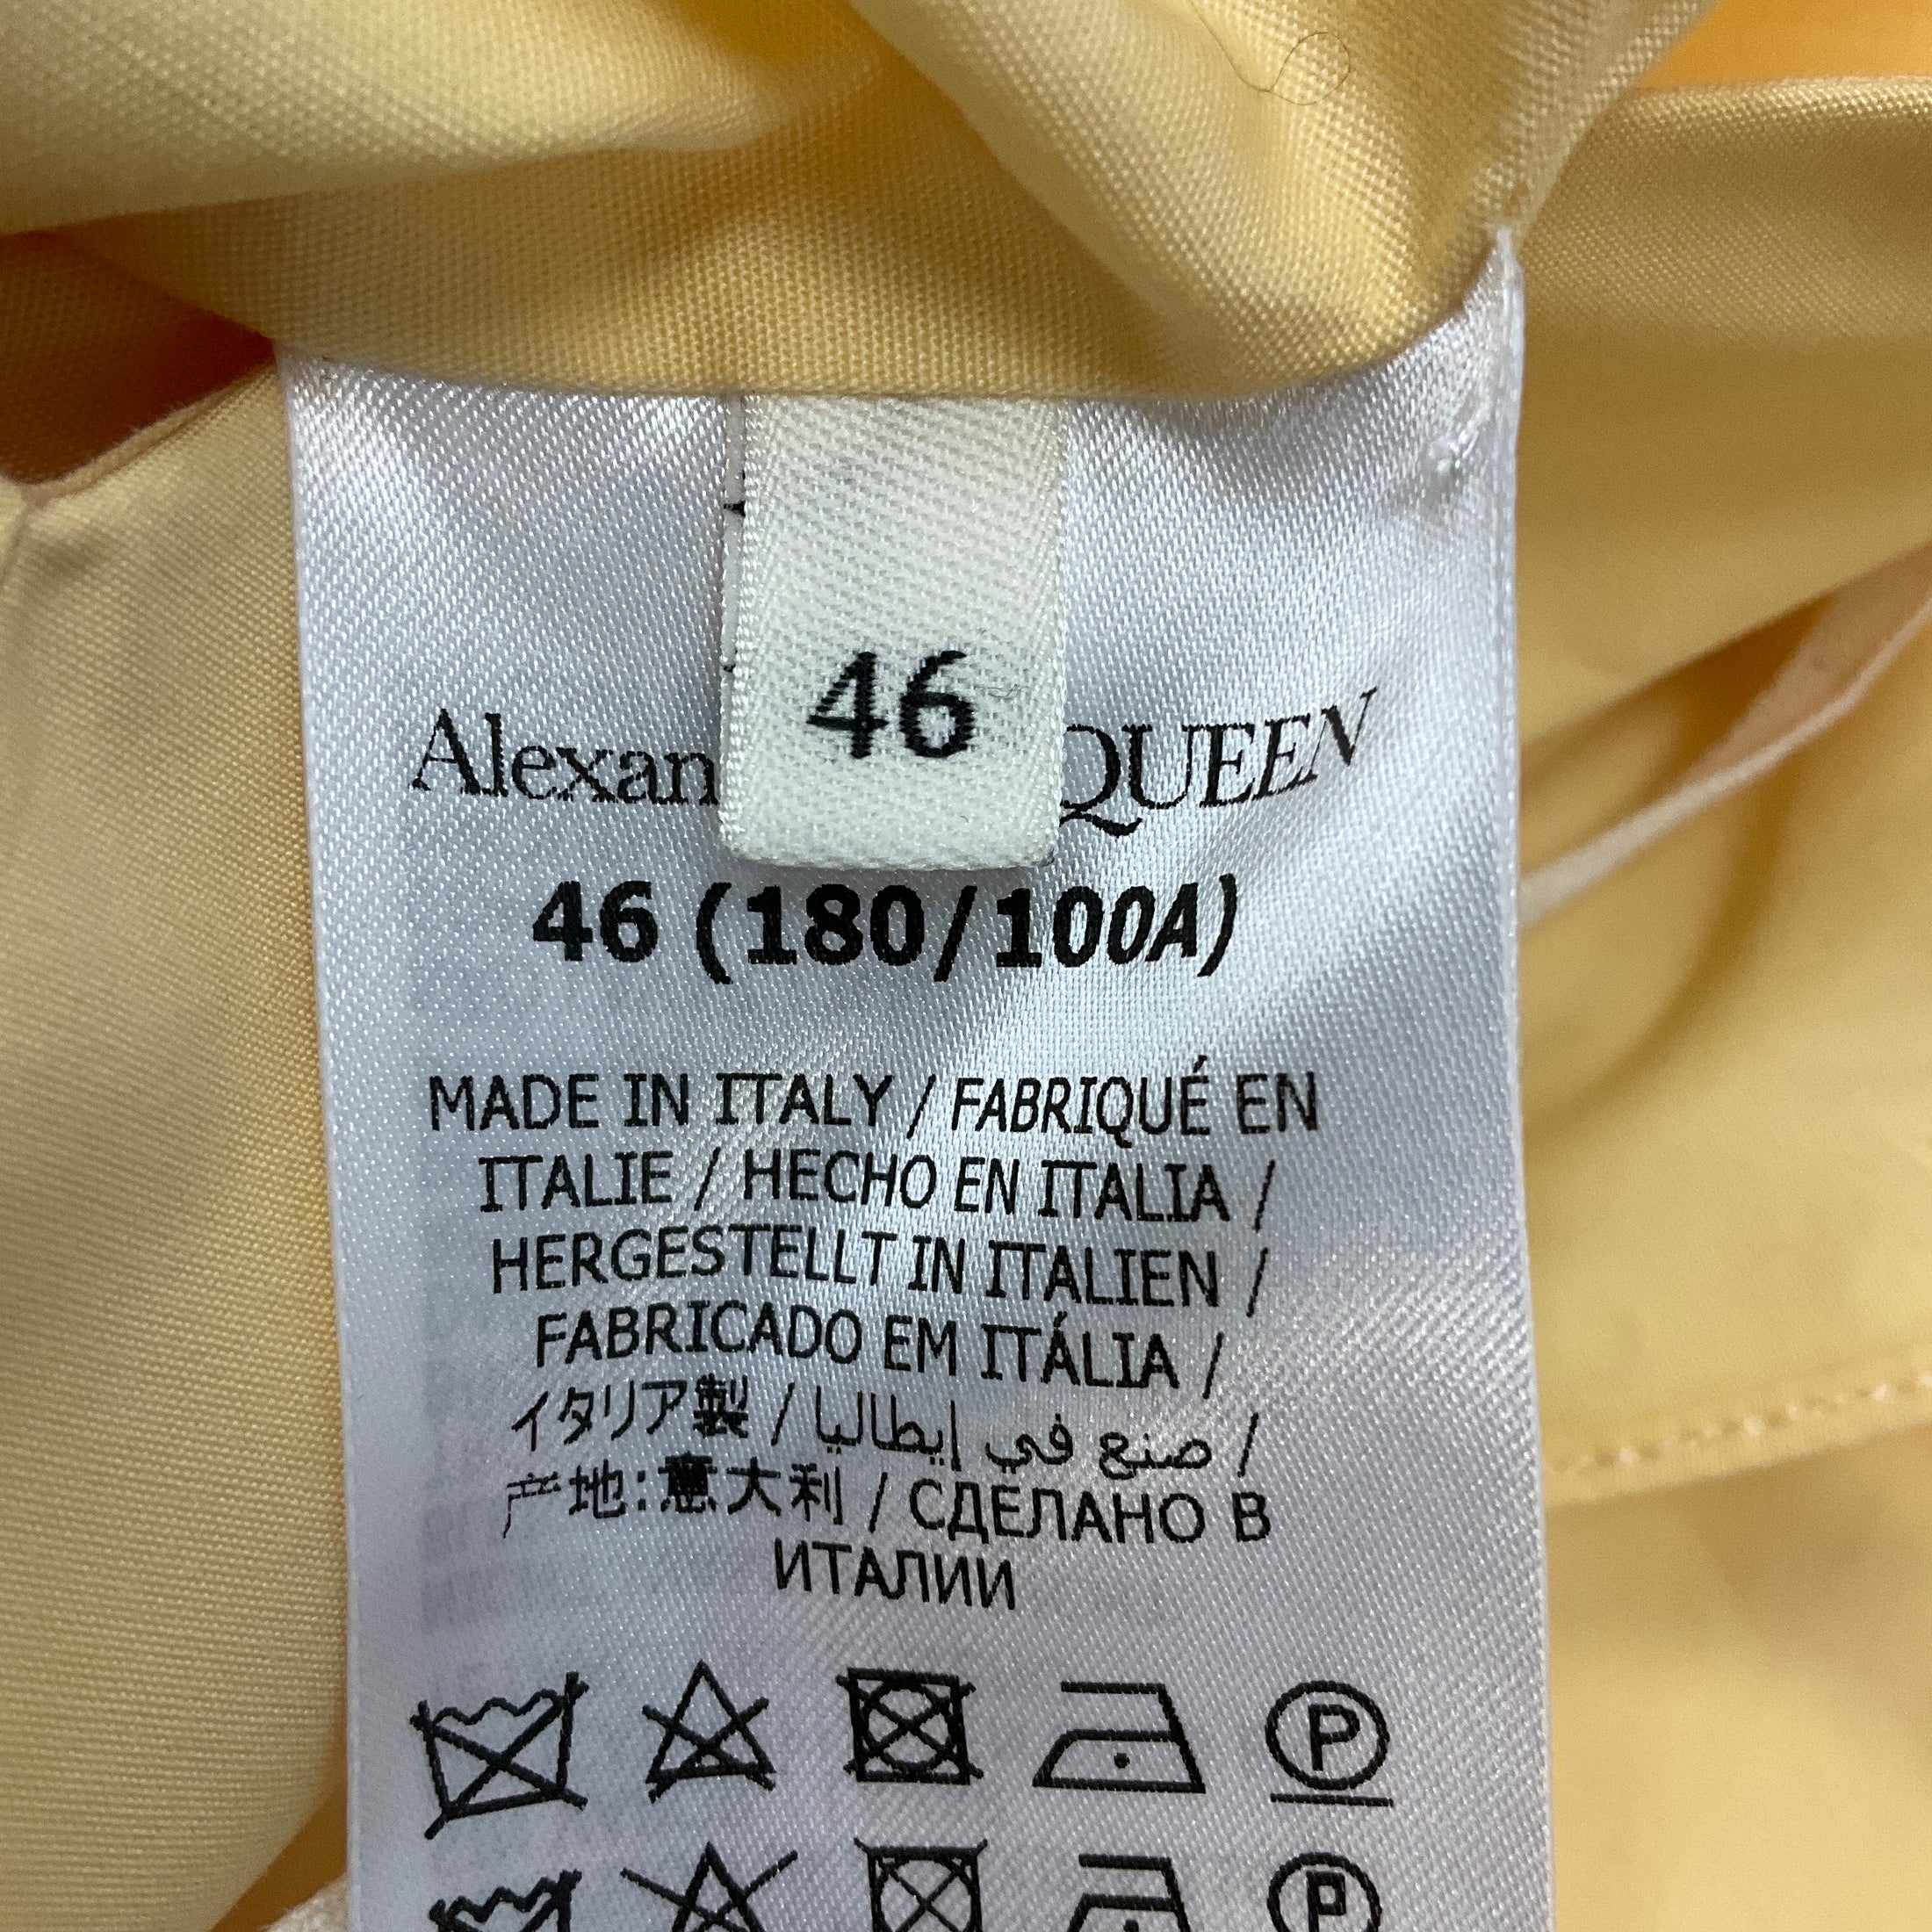 46
Alexan QUEEN
46 (180/100A)
MADE IN ITALY / FABRIQUÉ EN
ITALIE / HECHO EN ITALIA /
HERGESTELLT IN ITALIEN /
FABRICADO EM ITÁLIA /
イタリア製 / صنع في إيطاليا /
产地:意大利 / СДЕЛАНО В
ИТАЛИИ
P
P